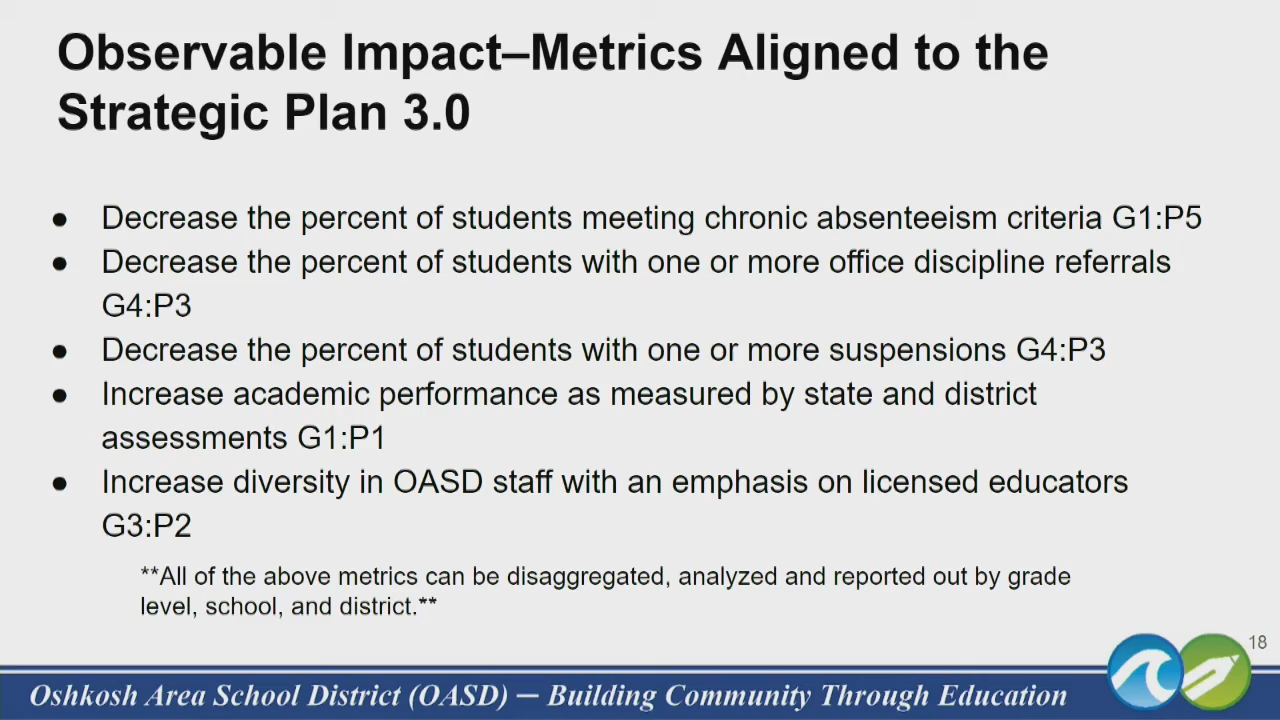 Observable Impact–Metrics Aligned to the
Strategic Plan 3.0
● Decrease the percent of students meeting chronic absenteeism criteria G1:P5
● Decrease the percent of students with one or more office discipline referrals
G4:P3
● Decrease the percent of students with one or more suspensions G4:P3
● Increase academic performance as measured by state and district
assessments G1:P1
● Increase diversity in OASD staff with an emphasis on licensed educators
G3:P2
**All of the above metrics can be disaggregated, analyzed and reported out by grade
level, school, and district.**
18
Oshkosh Area School District (OASD) — Building Community Through Education